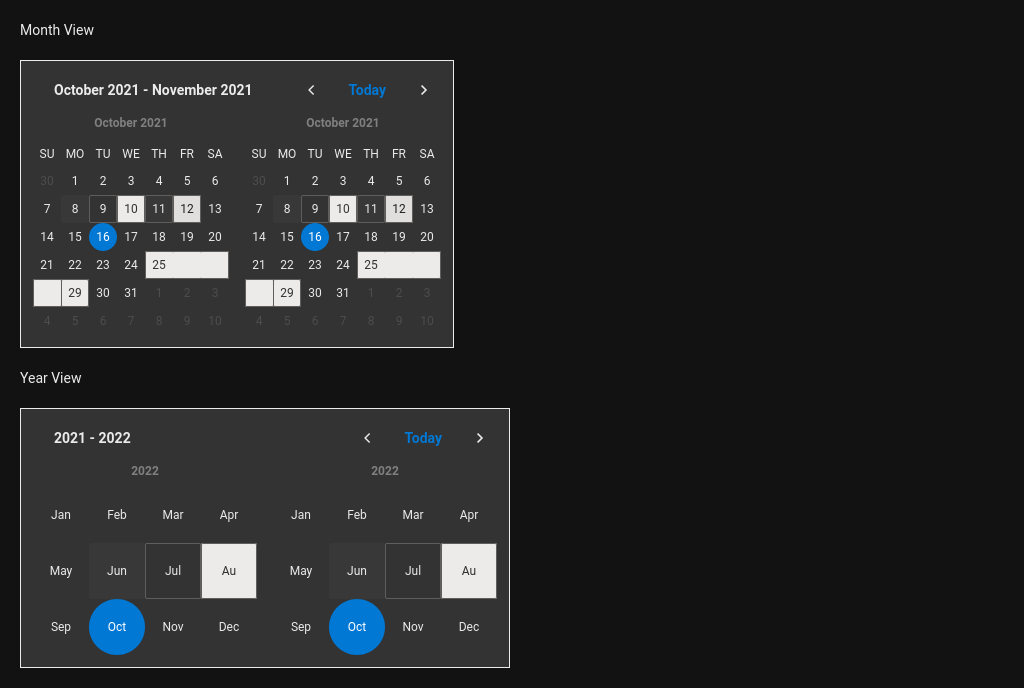 Month View
October 2021 - November 2021 Today
October 2021 October 2021
SU MO TU WE TH FR SA SU MO TU WE TH FR SA
30 1 2 3 4 5 6 30 1 2 3 4 5 6
7 8 9 10 11 12 13 7 8 9 10 11 12 13
14 15 16 17 18 19 20 14 15 16 17 18 19 20
21 22 23 24 25 21 22 23 24 25
29 30 31 1 2 3 29 30 31 1 2 3
4 5 6 7 8 9 10 4 5 6 7 8 9 10
Year View
2021 - 2022 Today
2022 2022
Jan Feb Mar Apr Jan Feb Mar Apr
May Jun Jul Au May Jun Jul Au
Sep Oct Nov Dec Sep Oct Nov Dec